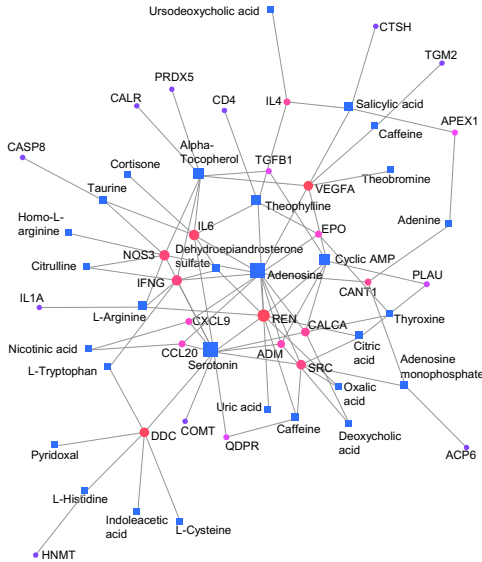 Ursodeoxycholic acid
CTSH
TGM2
PRDX5
CALR
CD4
IL4
Salicylic acid
APEX1
Caffeine
CASP8
Alpha-
Tocopherol
TGFB1
Cortisone
Taurine
VEGFA
Theobromine
Theophylline
Homo-L-
arginine
IL6
EPO
Adenine
NOS3
Dehydroepiandrosterone
sulfate
Cyclic AMP
Citrulline
IFNG
Adenosine
CANT1
PLAU
IL1A
L-Arginine
CXCL9
REN
CALCA
Thyroxine
Nicotinic acid
CCL20
Serotonin
ADM
Citric
acid
L-Tryptophan
SRC
Adenosine
monophosphate
Oxalic
acid
Uric acid
DDC
COMT
QDPR
Caffeine
Deoxycholic
acid
Pyridoxal
ACP6
L-Histidine
Indoleacetic
acid
L-Cysteine
HNMT